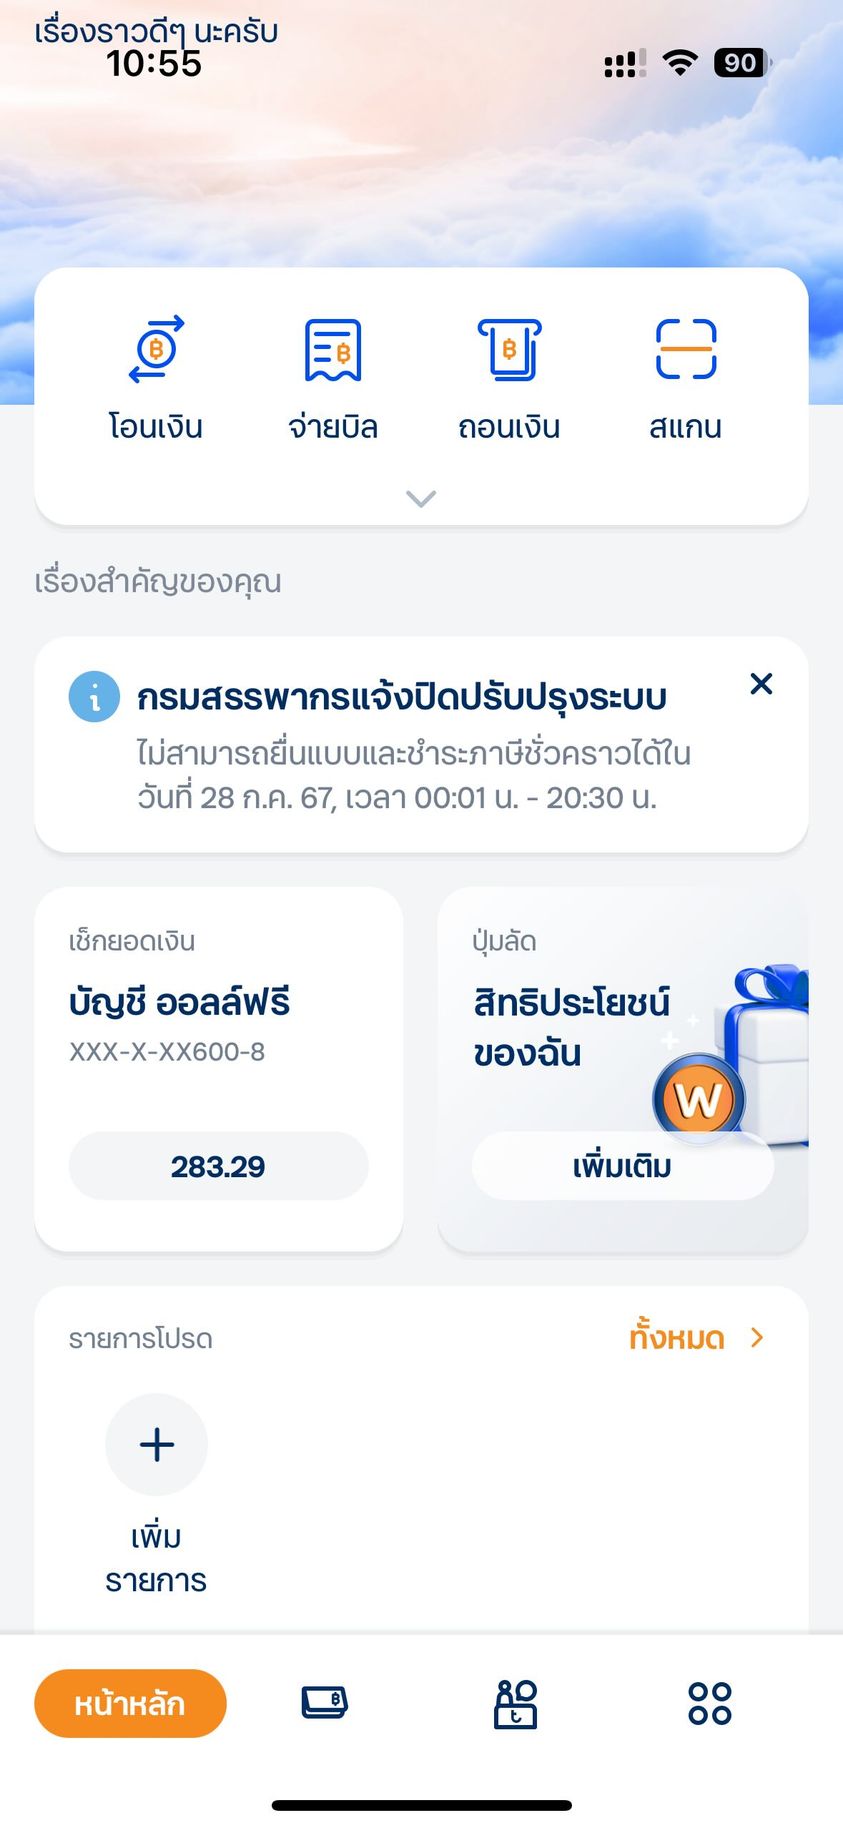 เรื่องราวดีๆ นะครับ
10:55
90
โอนเงิน
จ่ายบิล
ถอนเงิน
สแกน
เรื่องสำคัญของคุณ
กรมสรรพากรแจ้งปิดปรับปรุงระบบ
ไม่สามารถยื่นแบบและชำระภาษีชั่วคราวได้ใน
วันที่ 28 ก.ค. 67, เวลา 00:01 น. - 20:30 น.
เช็กยอดเงิน
บัญชี ออลล์ฟรี
XXX-X-XX600-8
283.29
ปุ่มลัด
สิทธิประโยชน์
ของฉัน
W
เพิ่มเติม
รายการโปรด
ทั้งหมด
เพิ่ม
รายการ
หน้าหลัก